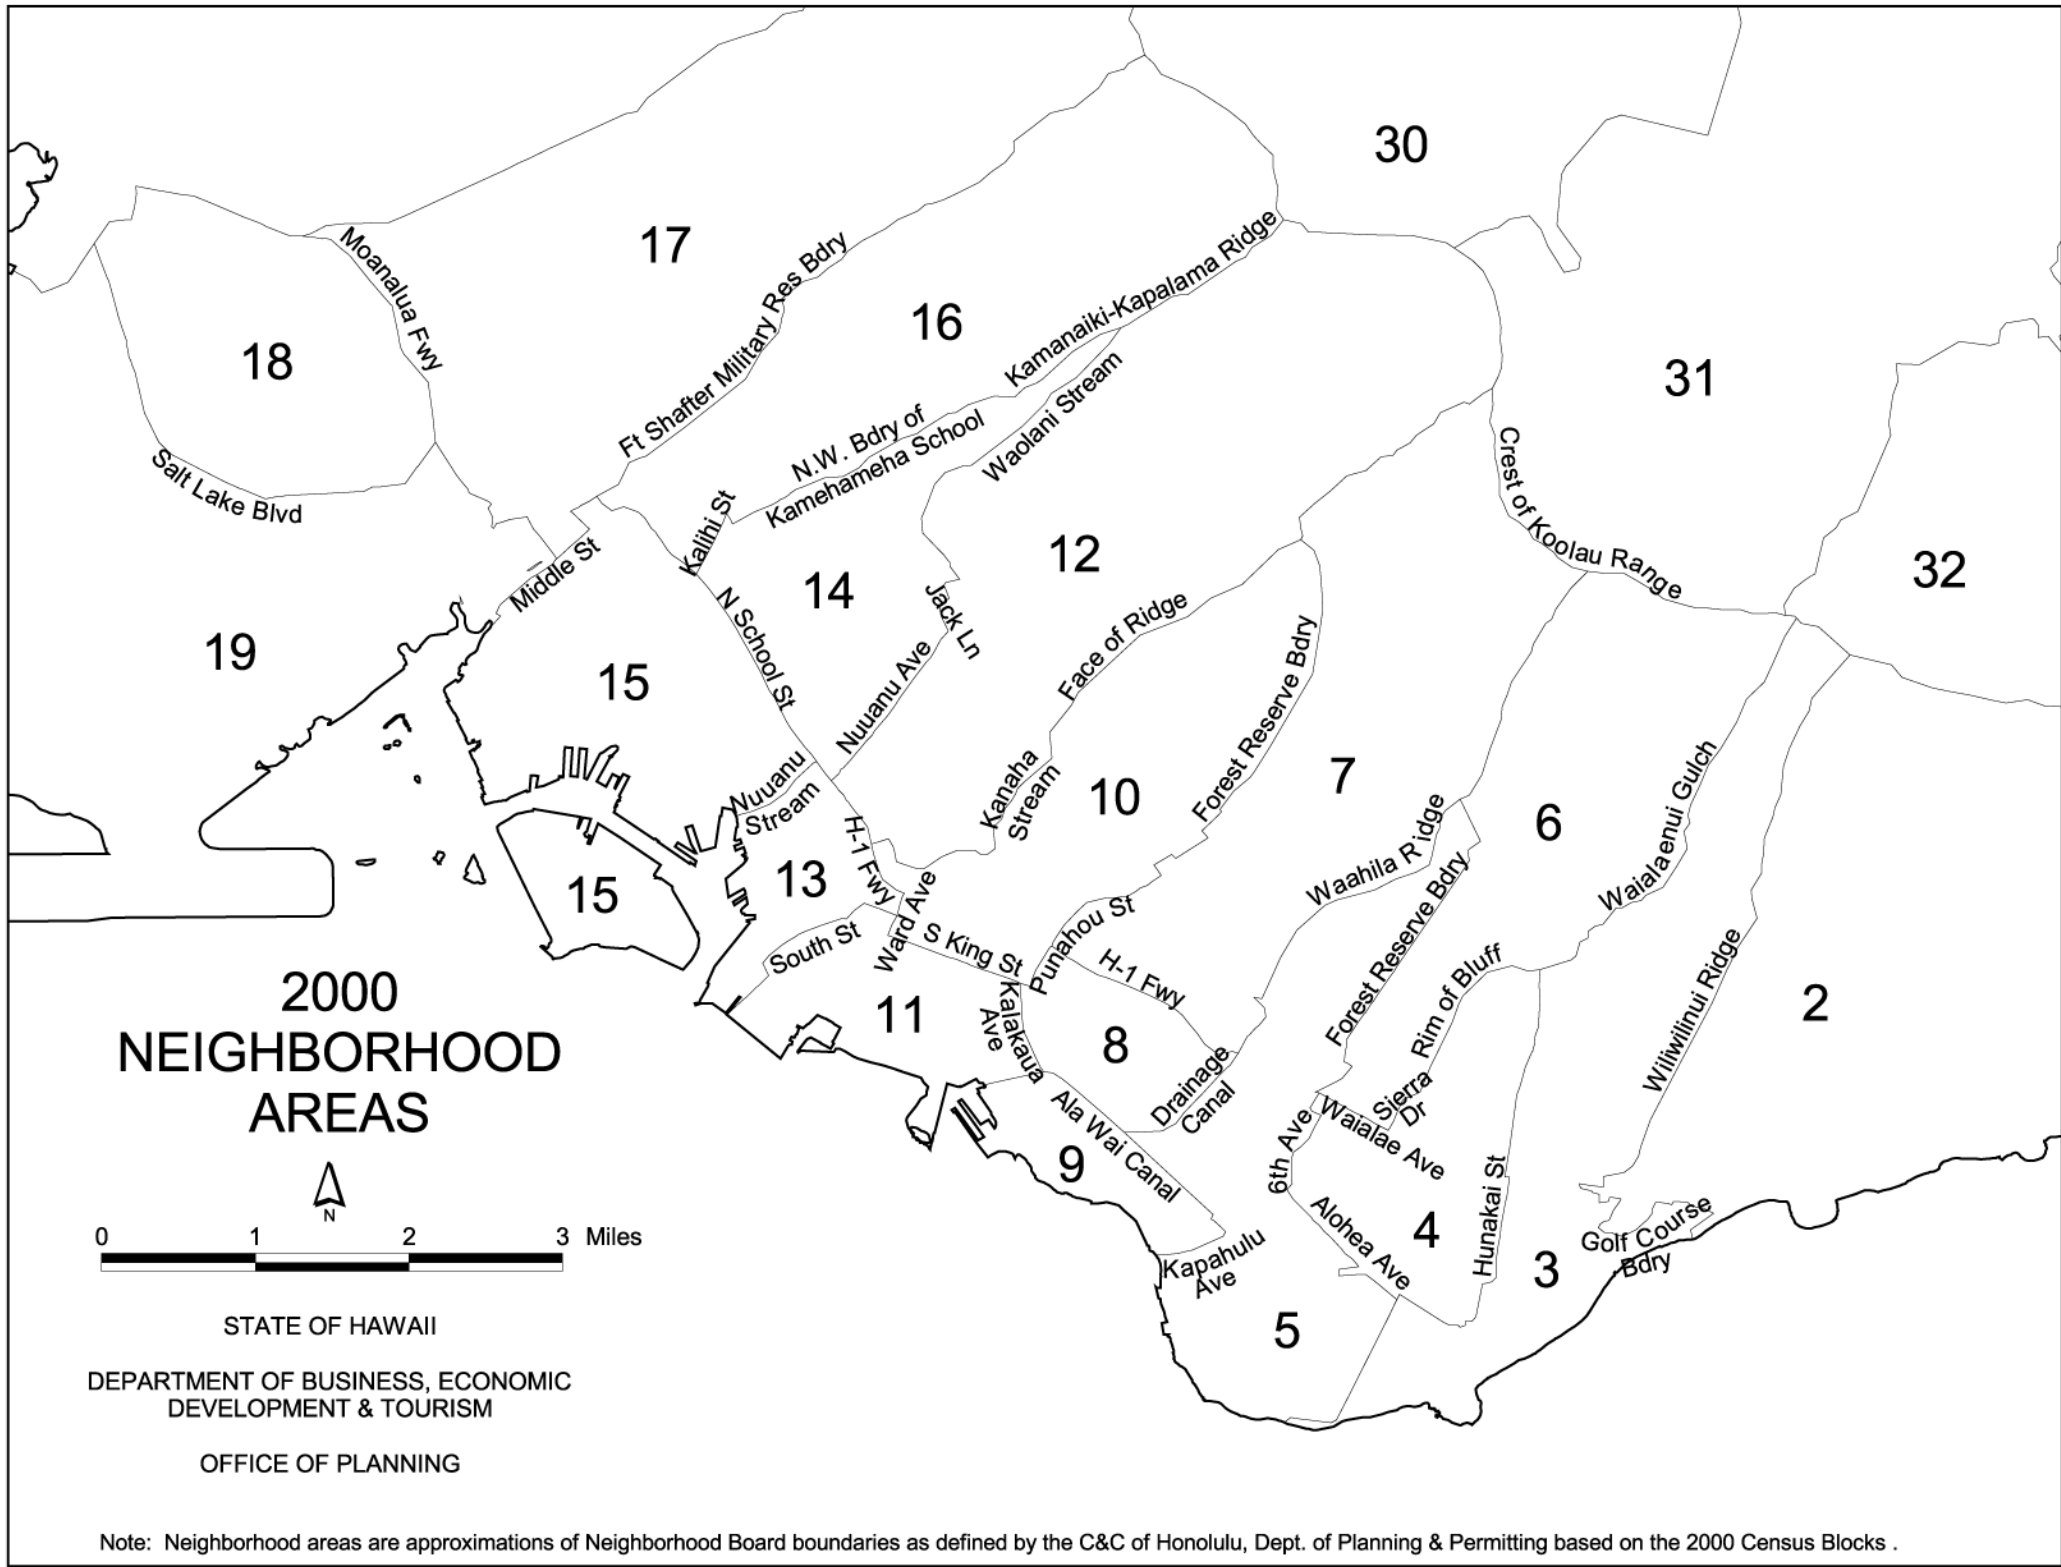 30
17
Moanalua Fwy
Ft Shafter Military Res Bdry
16
Kamanaiki-Kapalama Ridge
18
31
N.W. Bdry of
Kamehameha School
Waolani Stream
Salt Lake Blvd
Kalihi St
Crest of Koolau Range
12
32
Middle St
14
N School St
Jack Ln
Face of Ridge
19
15
Nuuanu Ave
Forest Reserve Bdry
7
Nuuanu
Stream
Kanaha
Stream
10
6
Waialaenui Gulch
H-1 Fwy
13
15
Ward Ave
Waahila Ridge
Forest Reserve Bdry
South St
S King St
Punahou St
H-1 Fwy
Rim of Bluff
Wiliwilinui Ridge
2
11
Kalakaua
Ave
8
Drainage
Canal
Sierra
Dr
Ala Wai Canal
9
6th Ave
Waialae Ave
Alohea Ave
4
Hunakai St
3
Golf Course
Bdry
Kapahulu
Ave
5
2000
NEIGHBORHOOD
AREAS
N
0 1 2 3 Miles
STATE OF HAWAII
DEPARTMENT OF BUSINESS, ECONOMIC
DEVELOPMENT & TOURISM
OFFICE OF PLANNING
Note: Neighborhood areas are approximations of Neighborhood Board boundaries as defined by the C&C of Honolulu, Dept. of Planning & Permitting based on the 2000 Census Blocks .